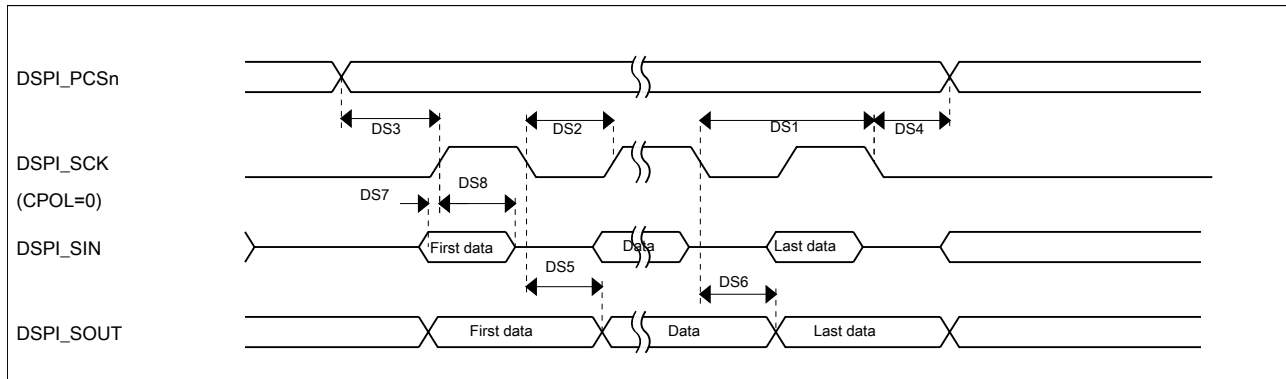 DSPI_PCSn
DS3
DS2
DS1
DS4
DSPI_SCK
(CPOL=0)
DS7
DS8
DSPI_SIN
First data
Data
Last data
DS5
DS6
DSPI_SOUT
First data
Data
Last data